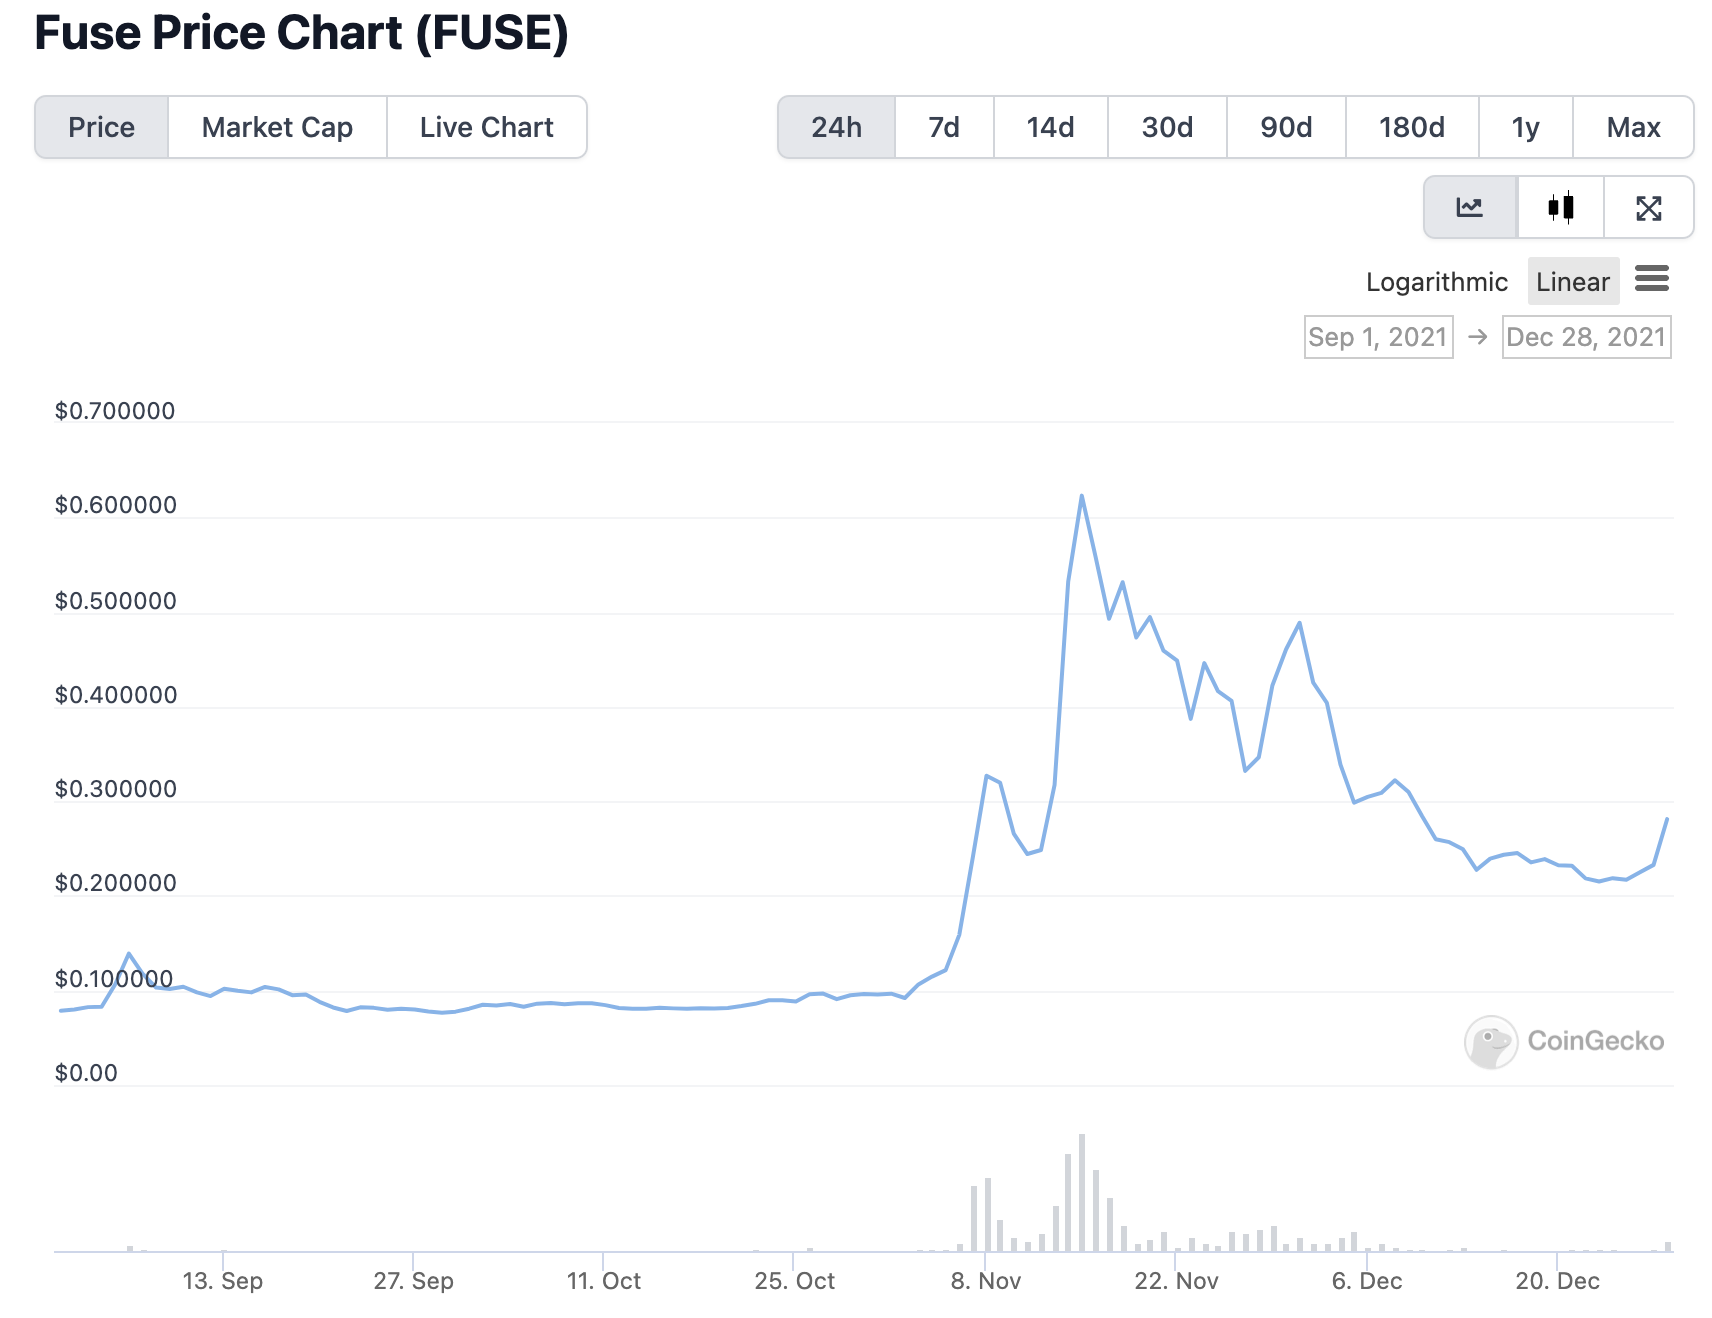 Fuse Price Chart (FUSE)
Price Market Cap Live Chart 24h 7d 14d 30d 90d 180d 1y Max
Logarithmic Linear
Sep 1, 2021 → Dec 28, 2021
$0.700000
$0.600000
$0.500000
$0.400000
$0.300000
$0.200000
$0.100000
CoinGecko
$0.00
13. Sep 27. Sep 11. Oct 25. Oct 8. Nov 22. Nov 6. Dec 20. Dec